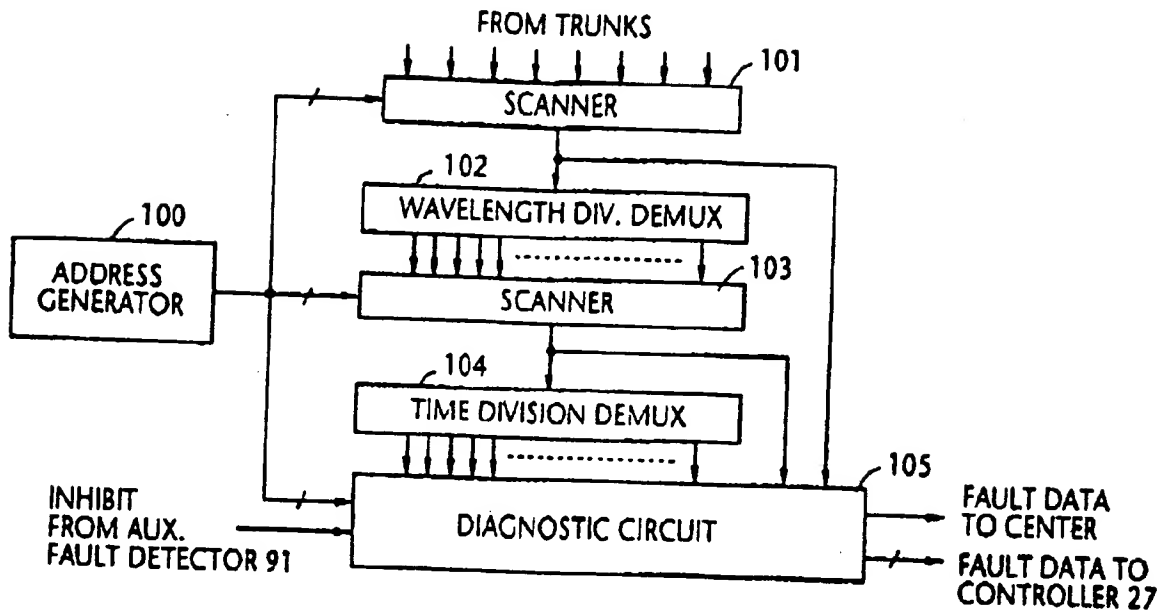 FROM TRUNKS
101
SCANNER
102
WAVELENGTH DIV. DEMUX
100
ADDRESS
GENERATOR
103
SCANNER
104
TIME DIVISION DEMUX
105
INHIBIT
FROM AUX.
FAULT DETECTOR 91
DIAGNOSTIC CIRCUIT
FAULT DATA
TO CENTER
FAULT DATA TO
CONTROLLER 27